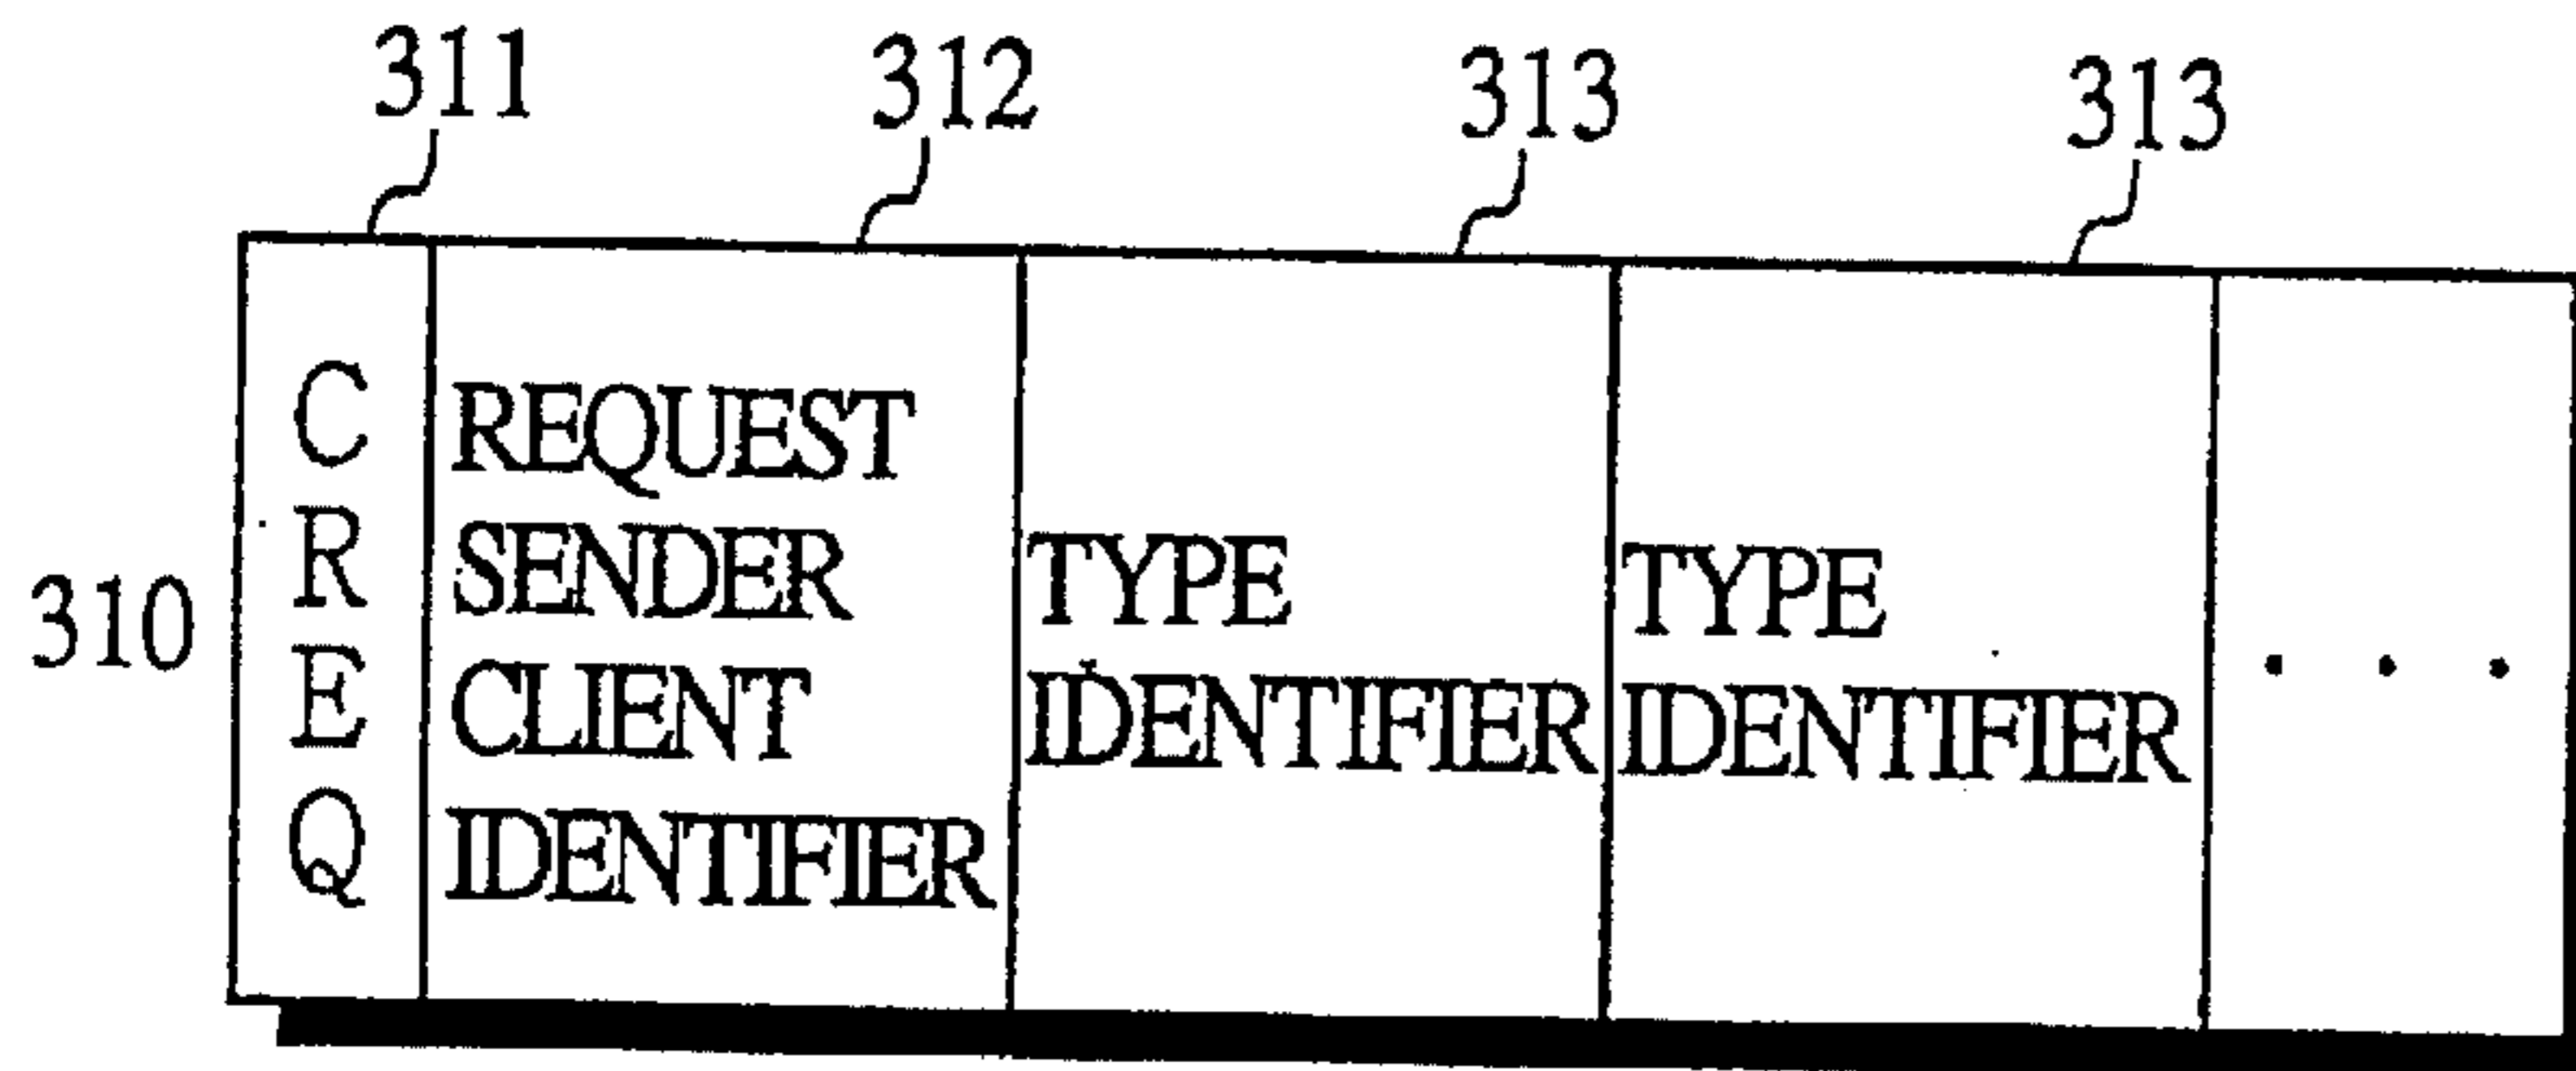 311 312 313 313
310
C
R
E
Q
REQUEST
SENDER
CLIENT
IDENTIFIER
TYPE
IDENTIFIER
TYPE
IDENTIFIER
. . .